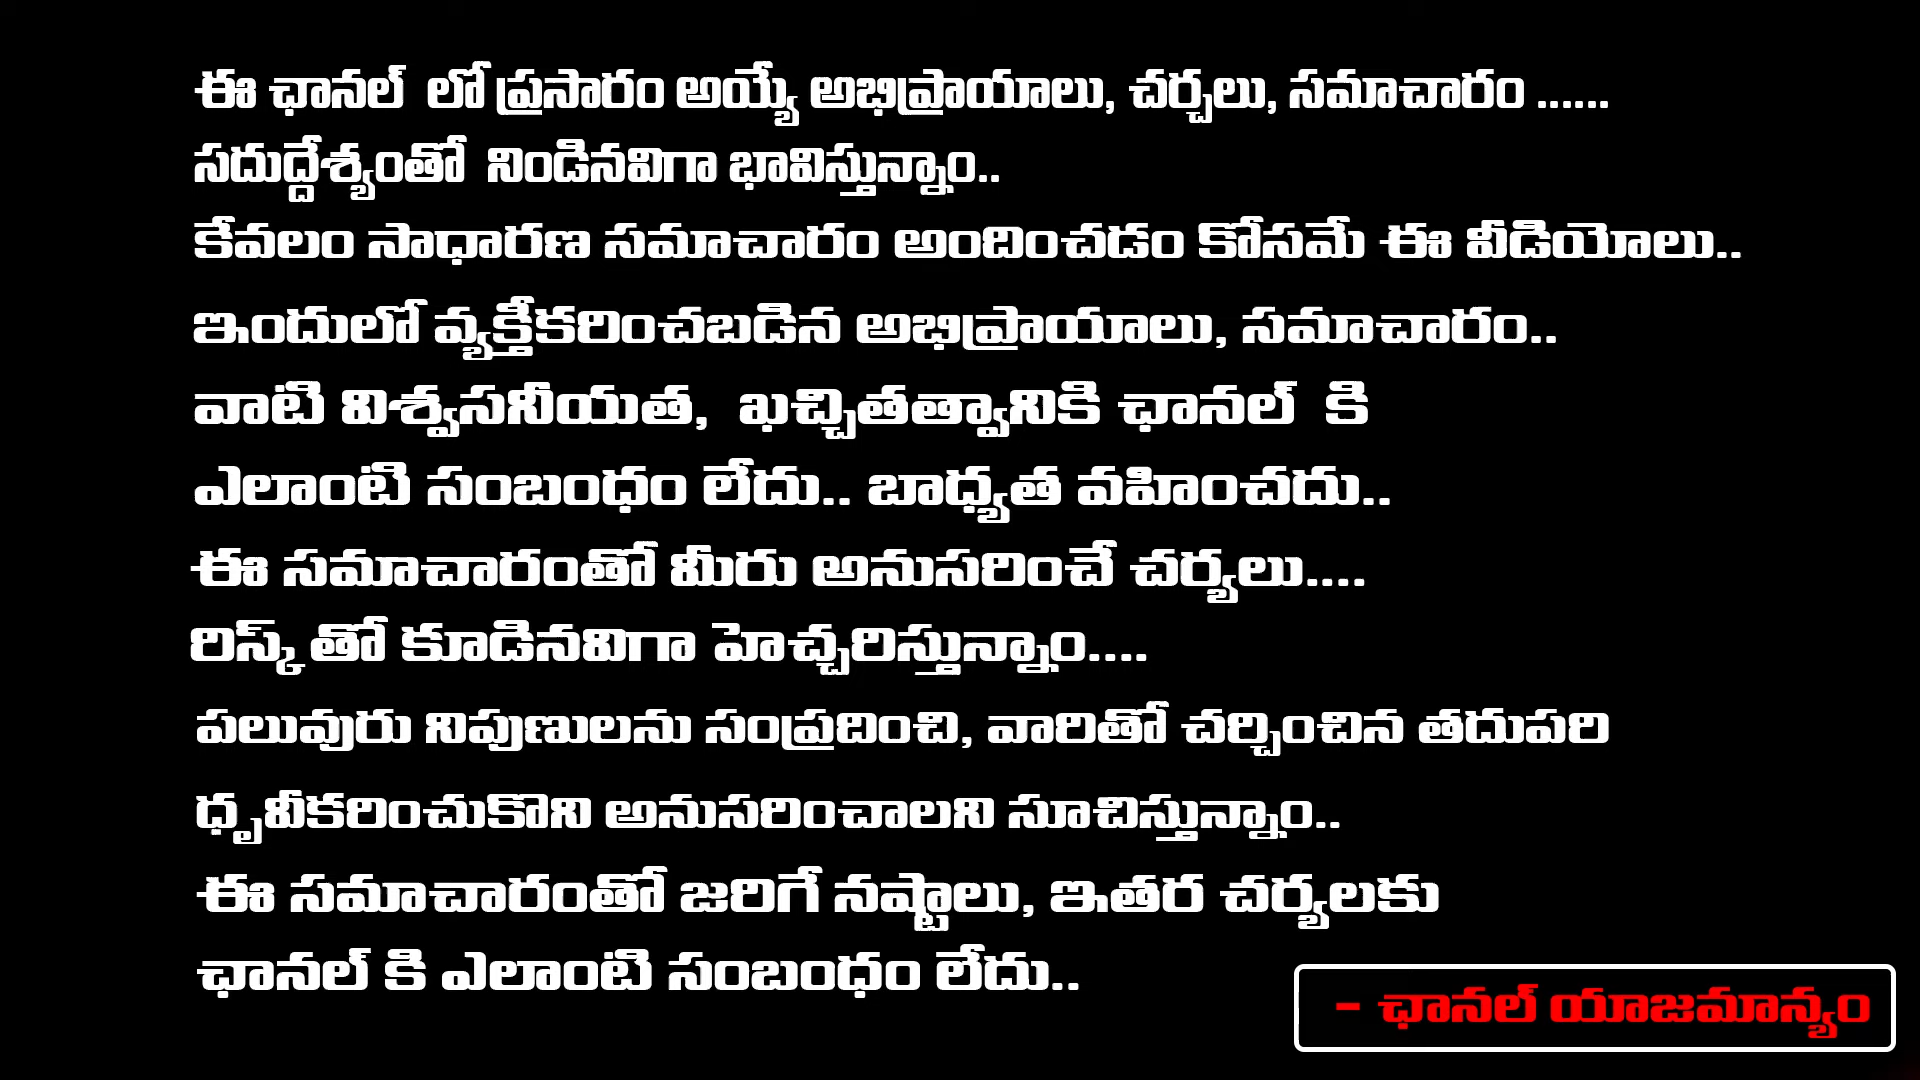 ఈ ఛానల్ లో ప్రసారం అయ్యే అభిప్రాయాలు, చర్చలు, సమాచారం ......
సదుద్దేశ్యంతో నిండినవిగా భావిస్తున్నాం..
కేవలం సాధారణ సమాచారం అందించడం కోసమే ఈ వీడియోలు..
ఇందులో వ్యక్తీకరించబడిన అభిప్రాయాలు, సమాచారం..
వాటి విశ్వసనీయత, ఖచ్చితత్వానికి ఛానల్ కి
ఎలాంటి సంబంధం లేదు.. బాధ్యత వహించదు..
ఈ సమాచారంతో మీరు అనుసరించే చర్యలు....
రిస్క్ తో కూడినవిగా హెచ్చరిస్తున్నాం....
పలువురు నిపుణులను సంప్రదించి, వారితో చర్చించిన తదుపరి
ధృవీకరించుకొని అనుసరించాలని సూచిస్తున్నాం..
ఈ సమాచారంతో జరిగే నష్టాలు, ఇతర చర్యలకు
ఛానల్ కి ఎలాంటి సంబంధం లేదు..
- ఛానల్ యాజమాన్యం